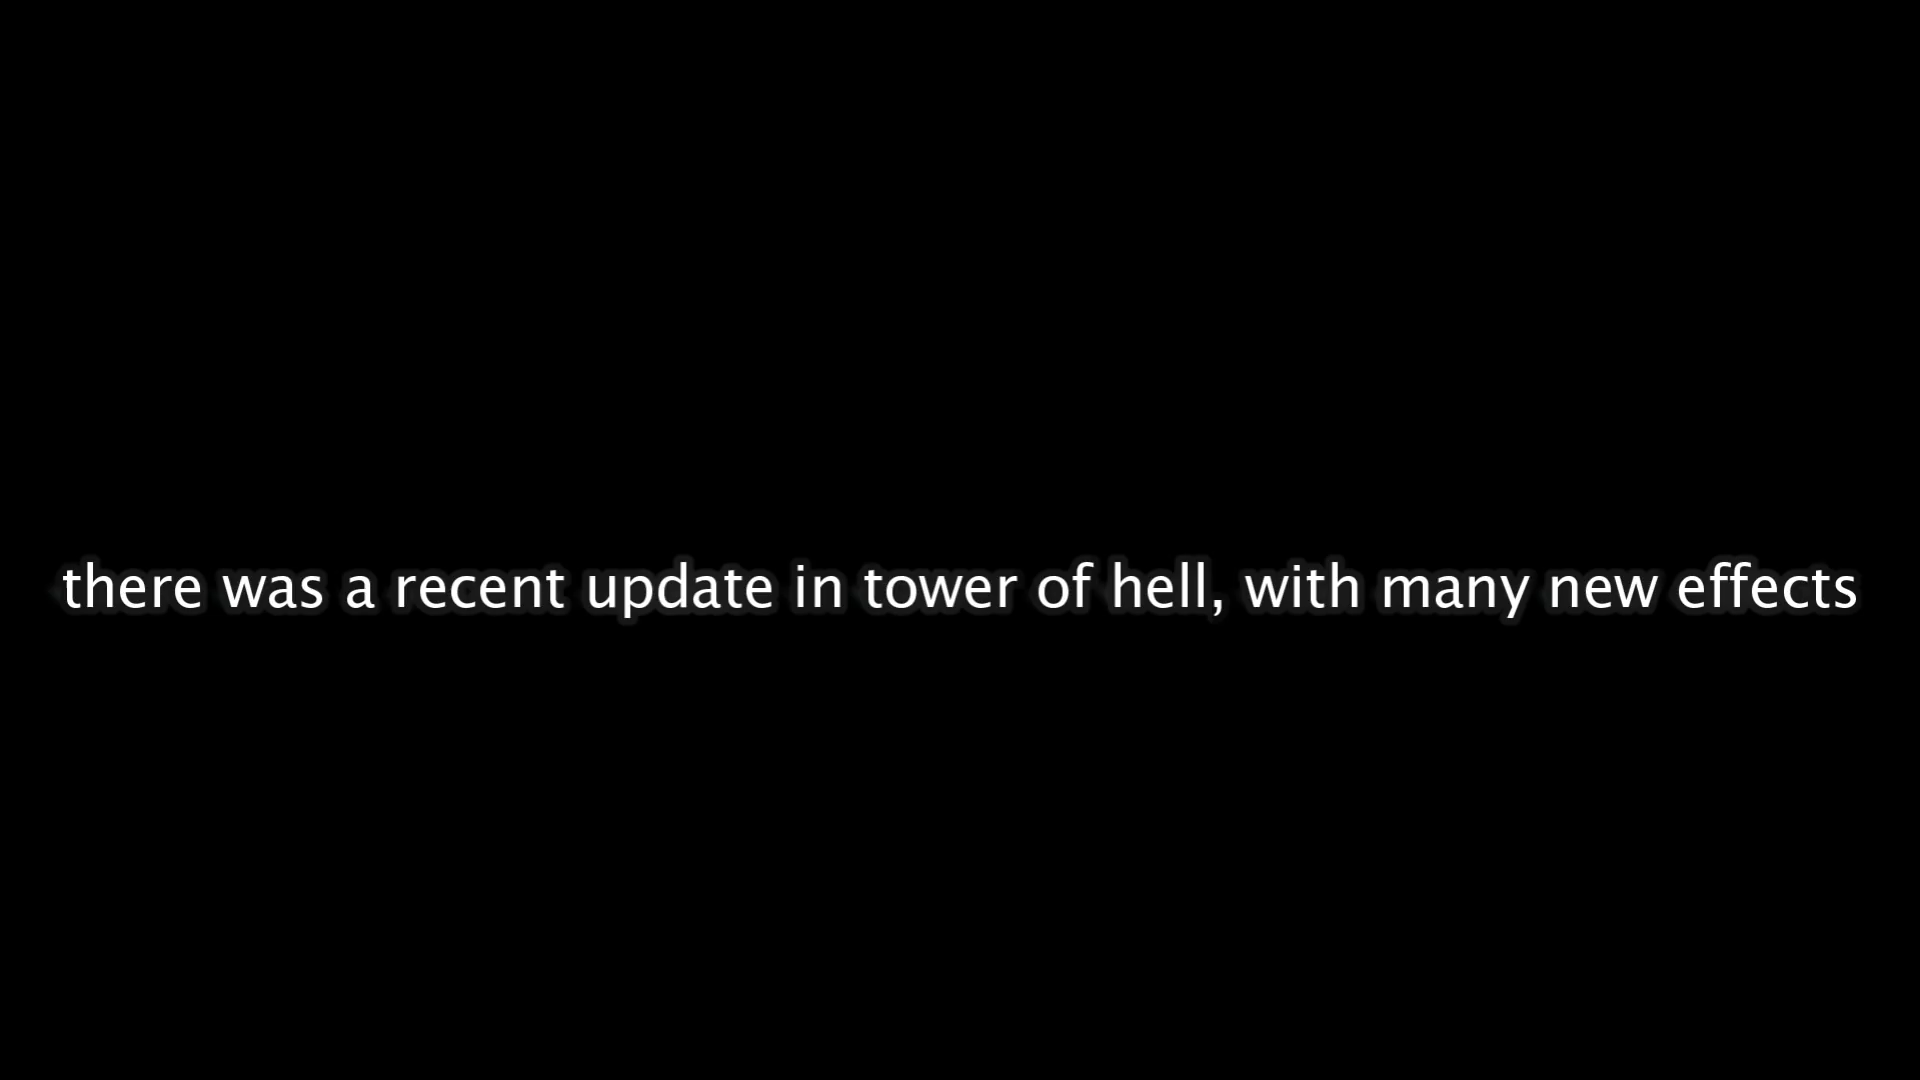 there was a recent update in tower of hell, with many new effects